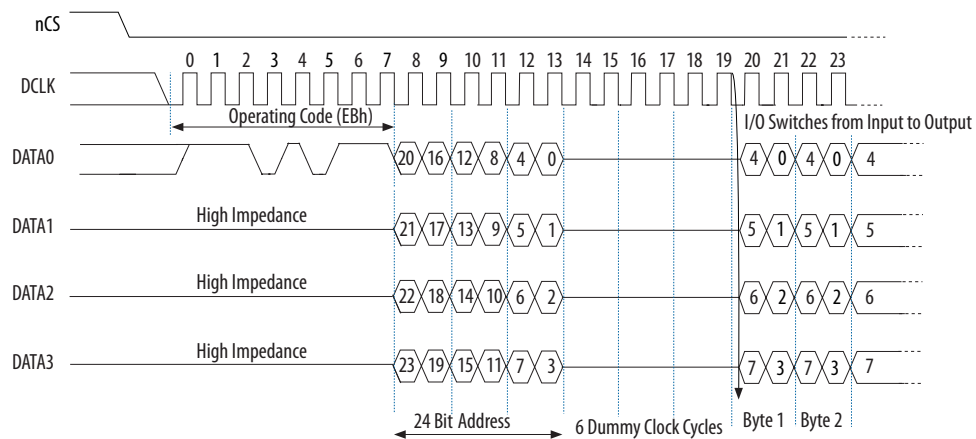 nCS
0 1 2 3 4 5 6 7 8 9 10 11 12 13 14 15 16 17 18 19 20 21 22 23
DCLK
Operating Code (EBh)
I/O Switches from Input to Output
DATA0 20 16 12 8 4 0 4 0 4 0 4
DATA1 High Impedance 21 17 13 9 5 1 5 1 5 1 5
DATA2 High Impedance 22 18 14 10 6 2 6 2 6 2 6
DATA3 High Impedance 23 19 15 11 7 3 7 3 7 3 7
24 Bit Address 6 Dummy Clock Cycles Byte 1 Byte 2